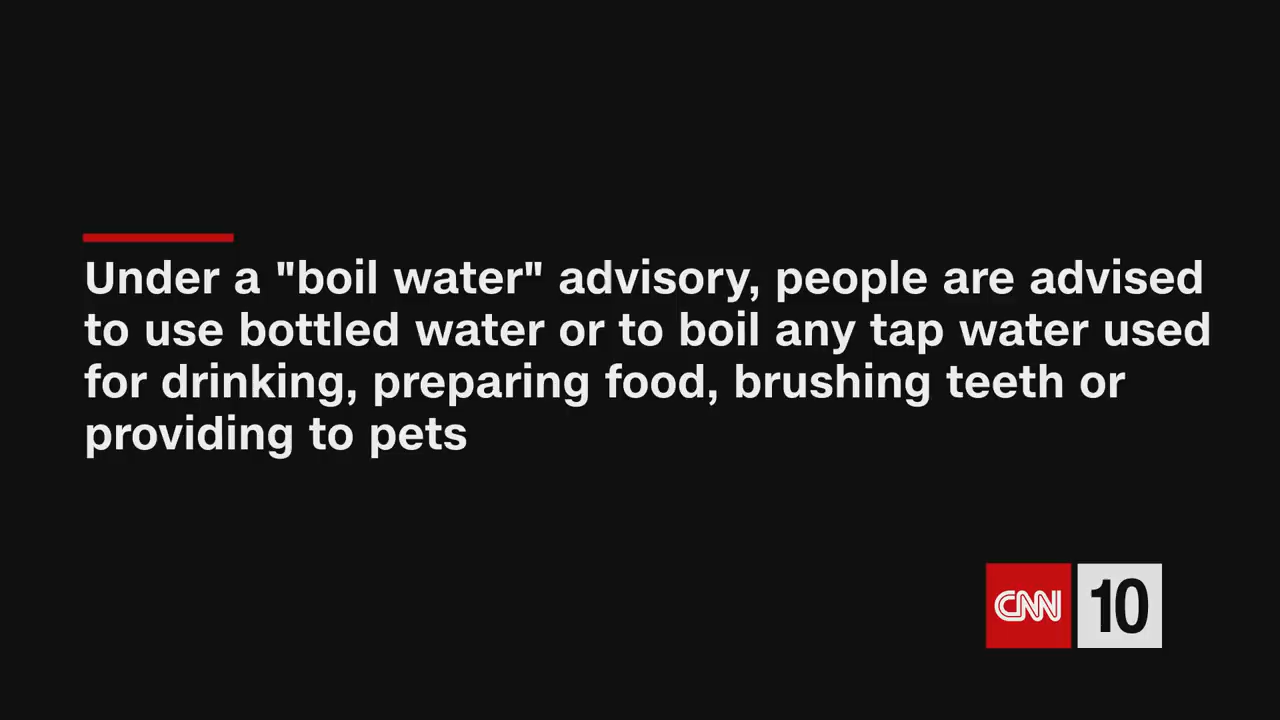 Under a "boil water" advisory, people are advised
to use bottled water or to boil any tap water used
for drinking, preparing food, brushing teeth or
providing to pets
CNN 10